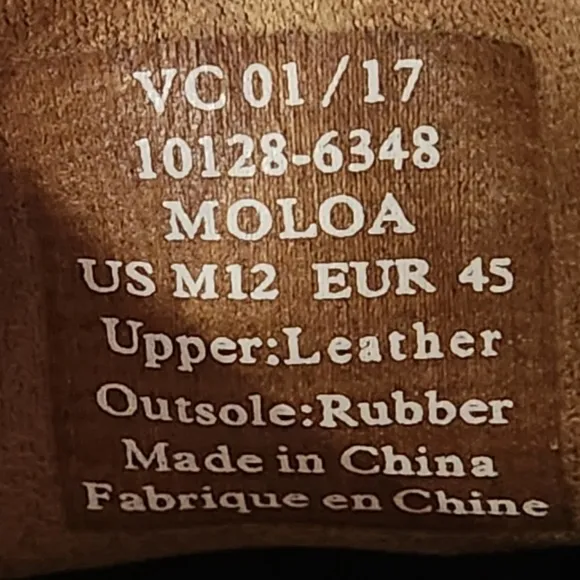 VC 01/17
10128-6348
MOLOA
US M12 EUR 45
Upper:Leather
Outsole:Rubber
Made in China
Fabrique en Chine